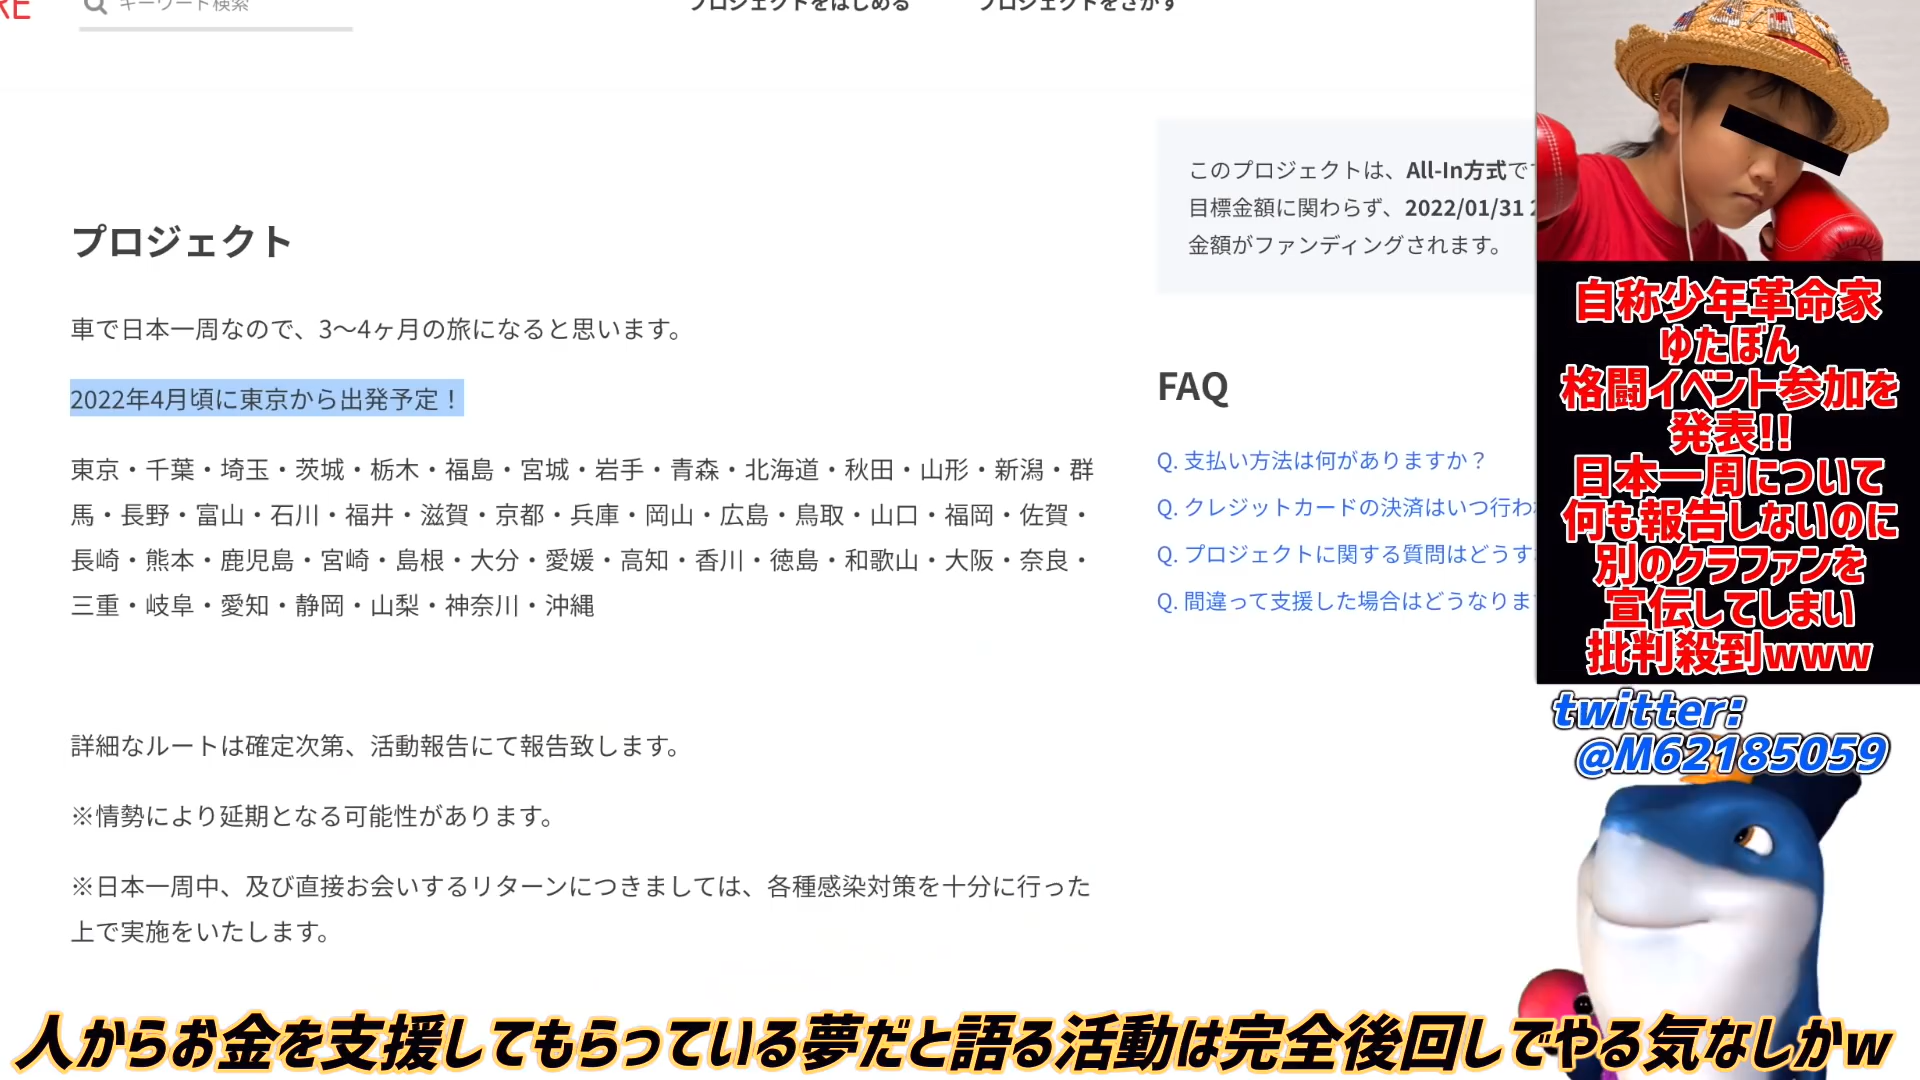 キーワード検索
プロジェクトをはじめる プロジェクトをさがす
プロジェクト
車で日本一周なので、3〜4ヶ月の旅になると思います。
2022年4月頃に東京から出発予定！
東京・千葉・埼玉・茨城・栃木・福島・宮城・岩手・青森・北海道・秋田・山形・新潟・群
馬・長野・富山・石川・福井・滋賀・京都・兵庫・岡山・広島・鳥取・山口・福岡・佐賀・
長崎・熊本・鹿児島・宮崎・島根・大分・愛媛・高知・香川・徳島・和歌山・大阪・奈良・
三重・岐阜・愛知・静岡・山梨・神奈川・沖縄
詳細なルートは確定次第、活動報告にて報告致します。
※情勢により延期となる可能性があります。
※日本一周中、及び直接お会いするリターンにつきましては、各種感染対策を十分に行った
上で実施をいたします。
このプロジェクトは、All-In方式で
目標金額に関わらず、2022/01/31
金額がファンディングされます。
FAQ
Q. 支払い方法は何がありますか？
Q. クレジットカードの決済はいつ行わ
Q. プロジェクトに関する質問はどうす
Q. 間違って支援した場合はどうなりま
自称少年革命家
ゆたぼん
格闘イベント参加を
発表!!
日本一周について
何も報告しないのに
別のクラファンを
宣伝してしまい
批判殺到www
twitter:
@M62185059
人からお金を支援してもらっている夢だと語る活動は完全後回しでやる気なしかw